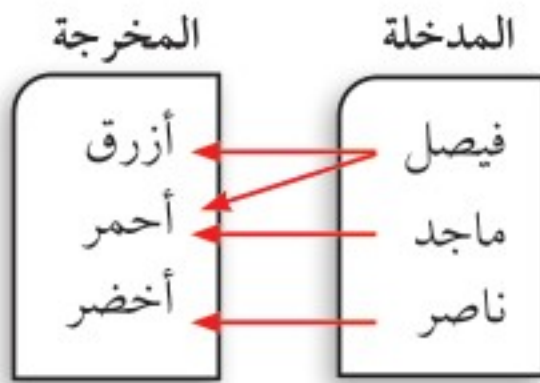 المدخلة المخرجة
فيصل أزرق
ماجد أحمر
ناصر أخضر